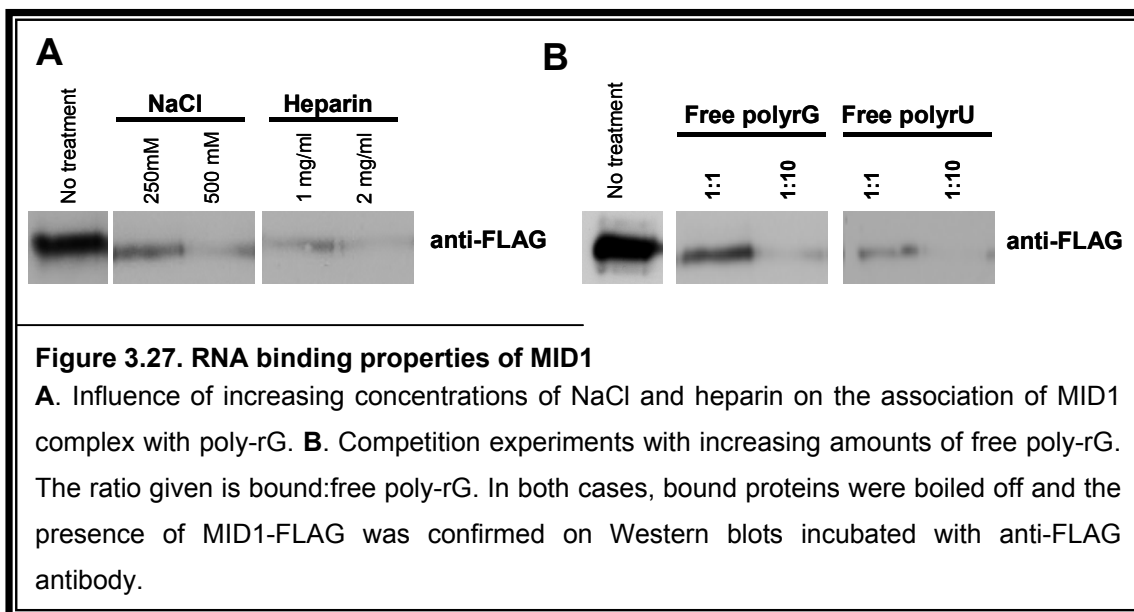 A
No treatment
NaCl
250mM
500 mM
Heparin
1 mg/ml
2 mg/ml
anti-FLAG
B
No treatment
Free polyrG
1:1
1:10
Free polyrU
1:1
1:10
anti-FLAG
Figure 3.27. RNA binding properties of MID1
A. Influence of increasing concentrations of NaCl and heparin on the association of MID1
complex with poly-rG. B. Competition experiments with increasing amounts of free poly-rG.
The ratio given is bound:free poly-rG. In both cases, bound proteins were boiled off and the
presence of MID1-FLAG was confirmed on Western blots incubated with anti-FLAG
antibody.